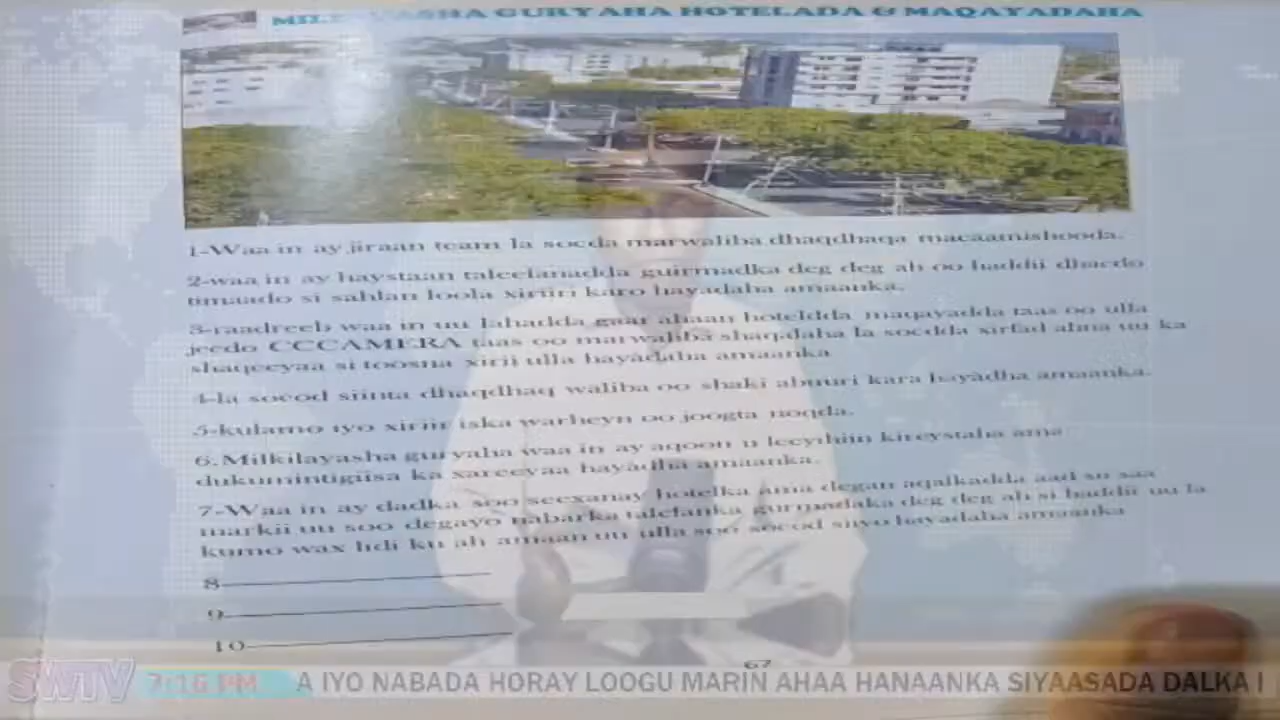 GURYAHA HOTELADA & MAQAYADAHA
1-Waa in ay jiraan team la socda marwaliba dhaqdhaqa macaamishooda.
2-waa in ay haystaan taleefanadda guirmadka deg deg ah oo haddii dhacdo
timaado si sahlan loola xiriiri karo hayadaha amaanka.
3-raadreeb waa in uu lahadda gaar ahaan hoteldda maqayadda taas oo ulla
jeedo CCCAMERA taas oo marwaliba shaqdaha la socdda xirfad ahna uu ka
shaqeeyaa si toosna xirii ulla hayadaha amaanka
4-la socod siinta dhaqdhaq waliba oo shaki abuuri kara hayadha amaanka.
5-kulamo iyo xiriir iska warheyn oo joogta noqda.
6.Milkilayasha guryaha waa in ay aqoon u leeyihiin kireystaha ama
dukumintigiisa ka xareeyaa hayadha amaanka.
7-Waa in ay dadka soo seexanay hotelka ama degan aqalkadda aad su saa
markii uu soo degayo nabarka talefanka gurmadaka deg deg ah si haddii uu la
kumo wax lidi ku ah amaan uu ulla soo socod siiyo hayadaha amaanka
8
9
10
67
SWTV 7:16 PM A IYO NABADA HORAY LOOGU MARIN AHAA HANAANKA SIYAASADA DALKA I